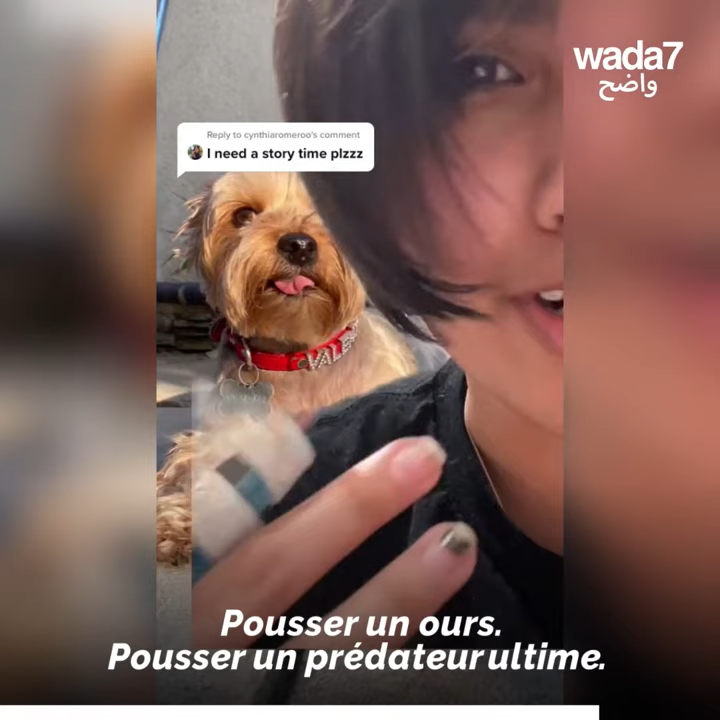 wada7
واضح
Reply to cynthiaromeroo's comment
I need a story time plzzz
VALE
Pousser un ours.
Pousser un prédateur ultime.